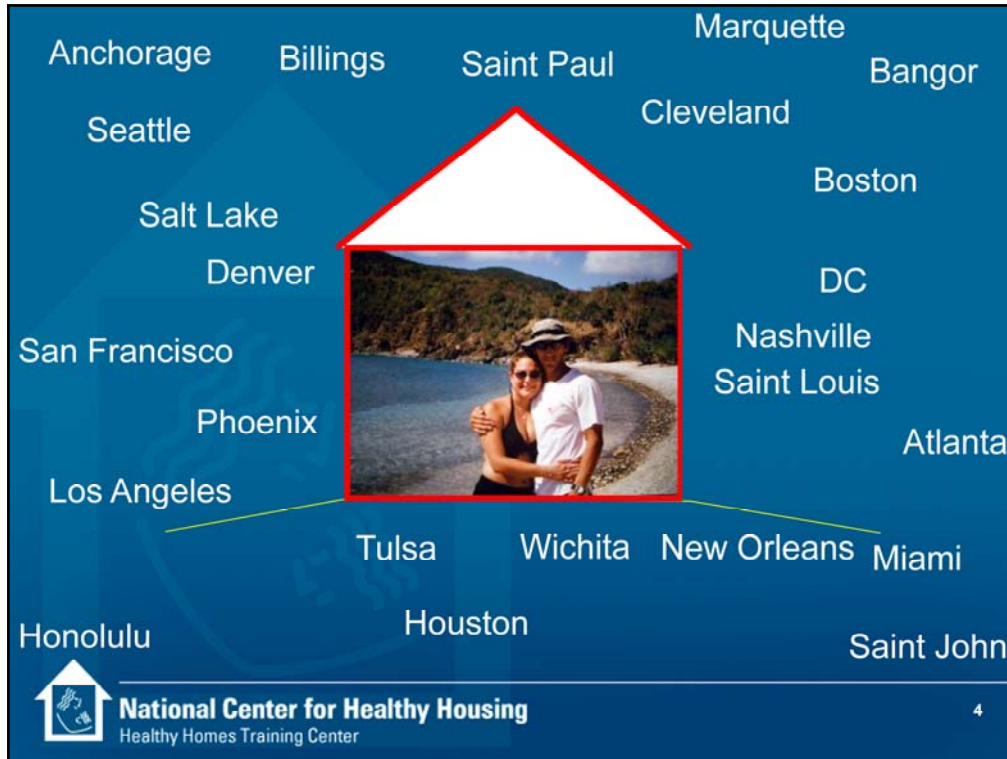 Marquette
Anchorage
Billings
Saint Paul
Bangor
Cleveland
Seattle
Boston
Salt Lake
Denver
DC
Nashville
San Francisco
Saint Louis
Phoenix
Atlanta
Los Angeles
Tulsa
Wichita
New Orleans
Miami
Houston
Honolulu
Saint John
National Center for Healthy Housing
4
Healthy Homes Training Center